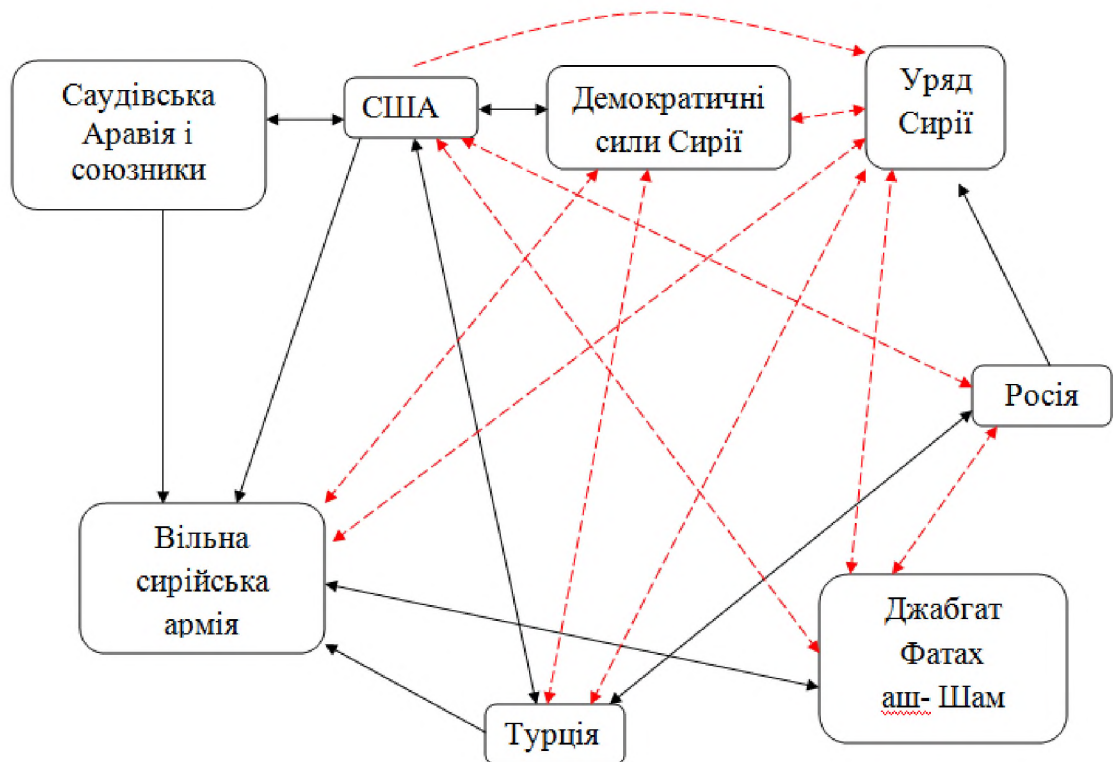 Саудівська
Аравія і
союзники
США
Демократичні
сили Сирії
Уряд
Сирії
Росія
Вільна
сирійська
армія
Джабгат
Фатах
аш- Шам
Турція